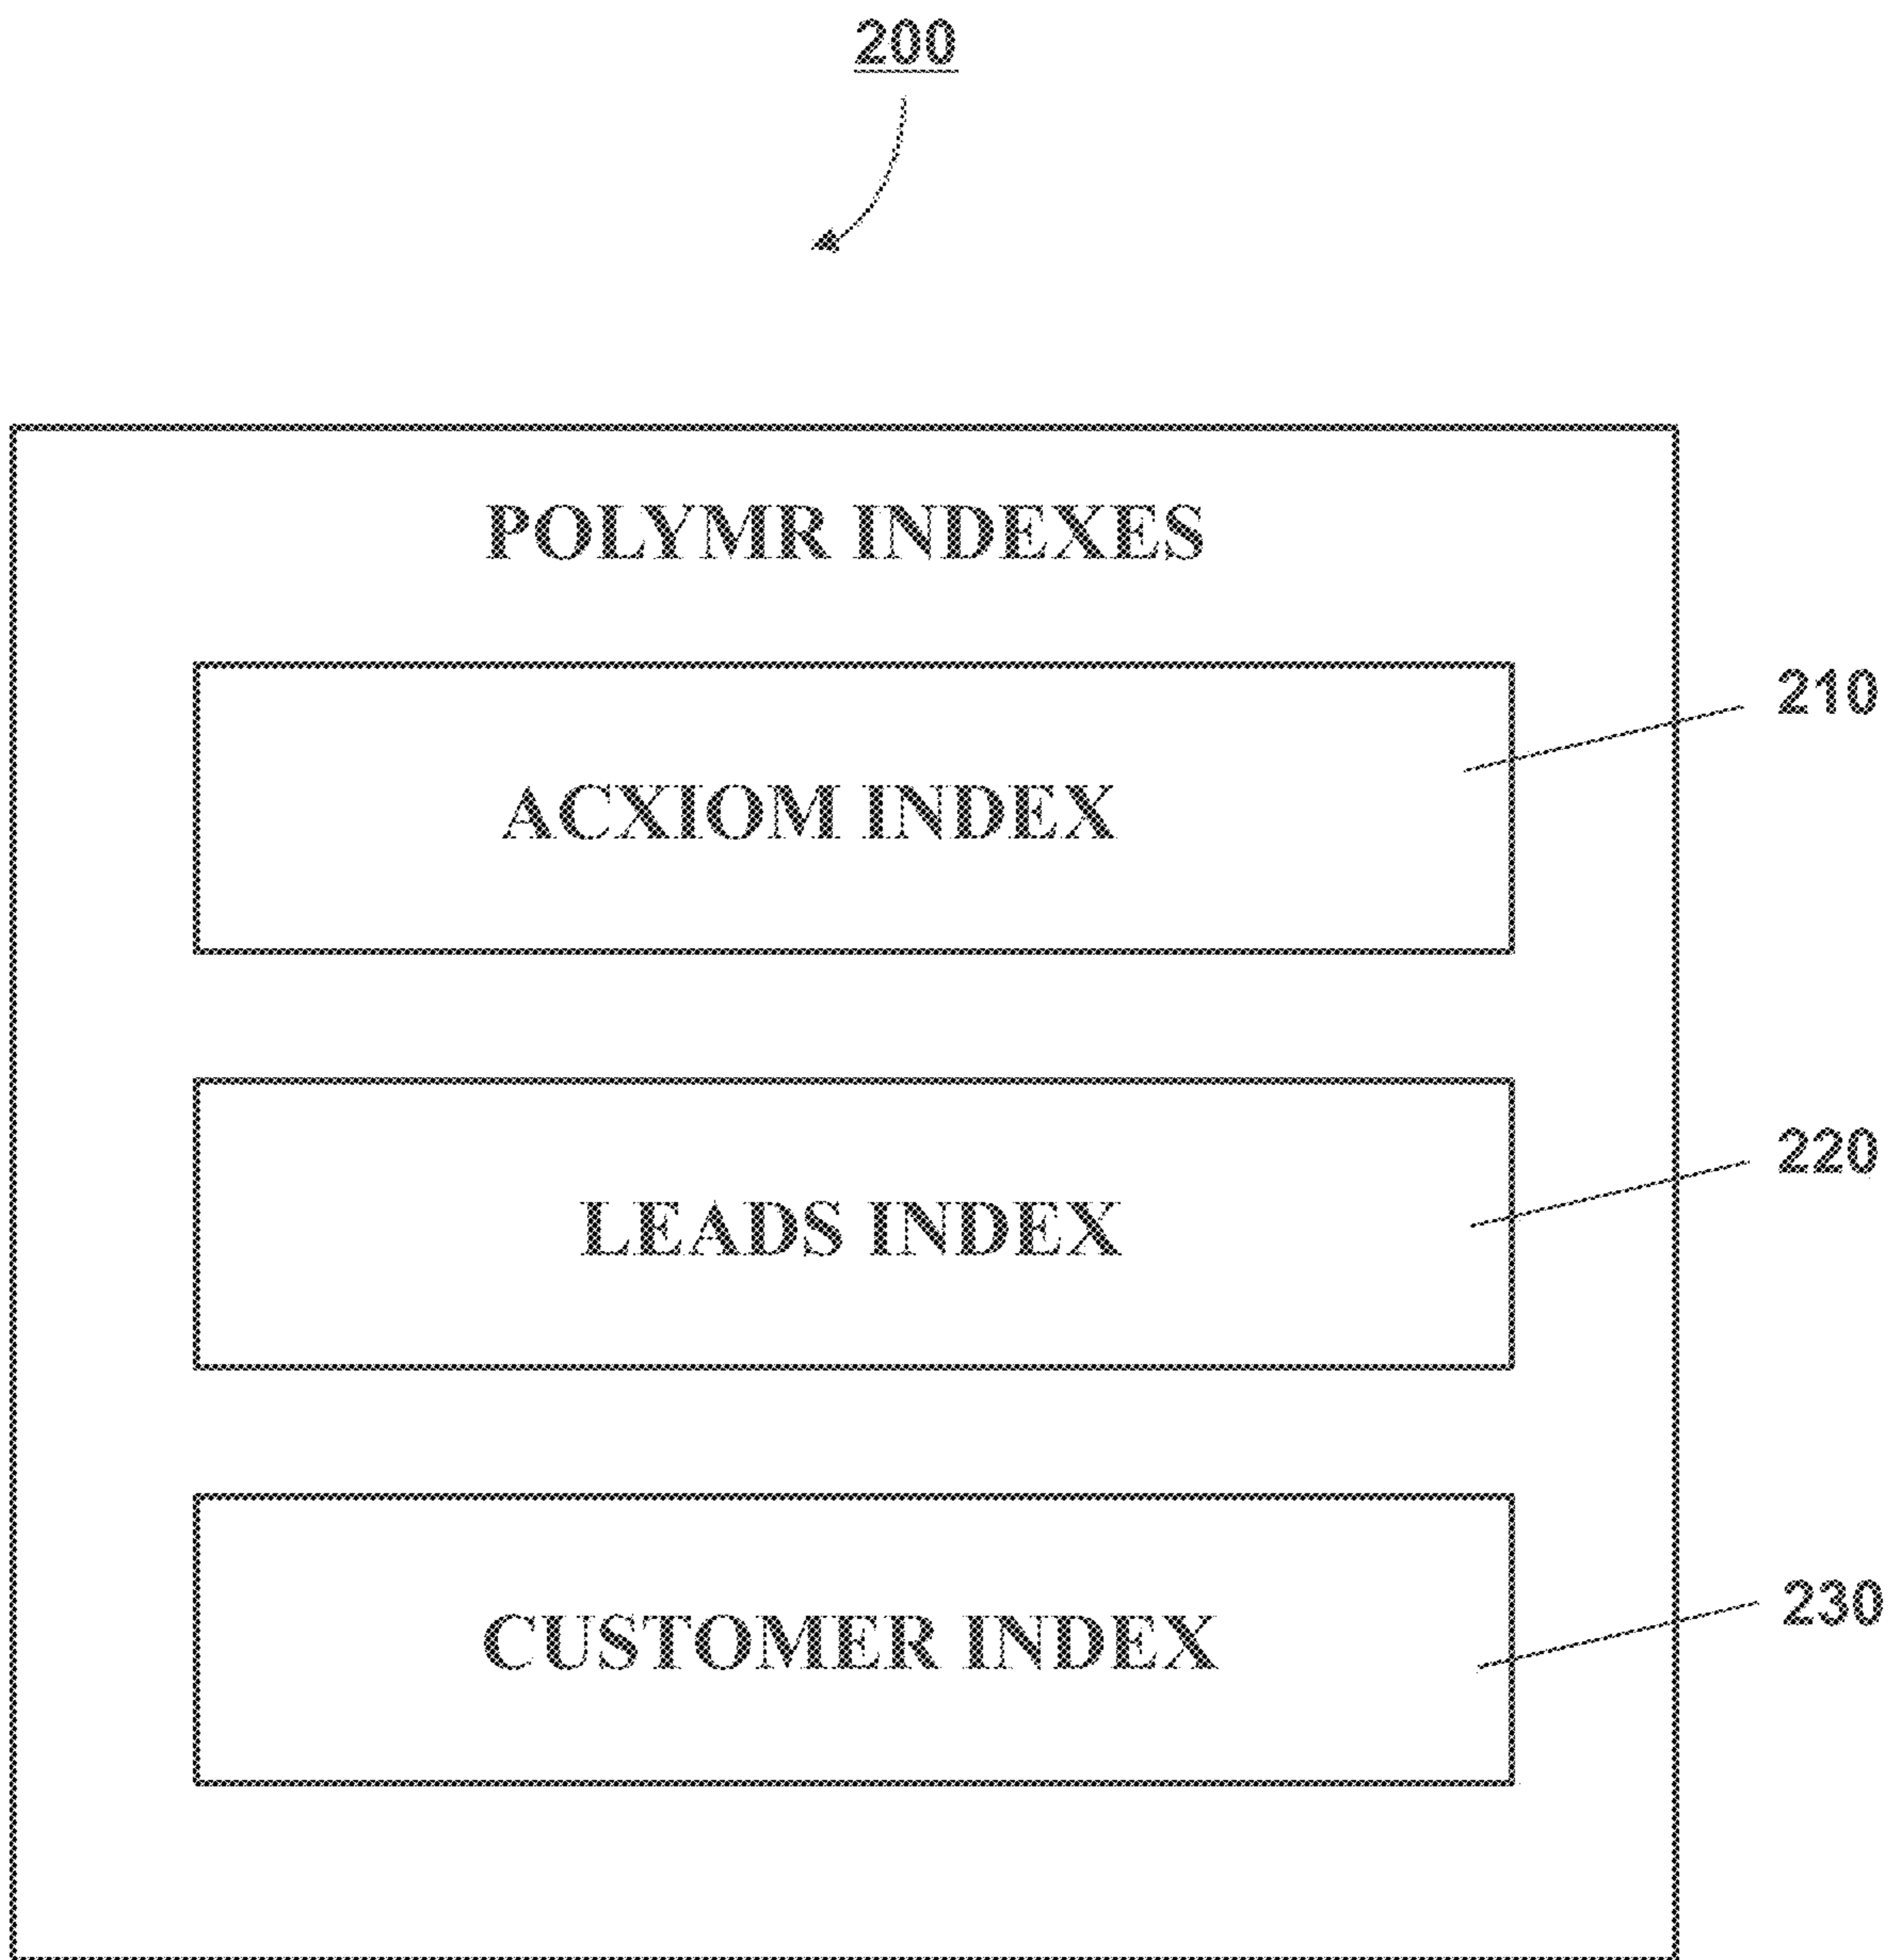 200
POLYMR INDEXES
210
ACXIOM INDEX
220
LEADS INDEX
230
CUSTOMER INDEX